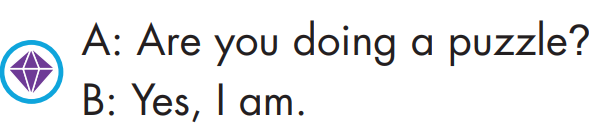 A: Are you doing a puzzle?
B: Yes, I am.